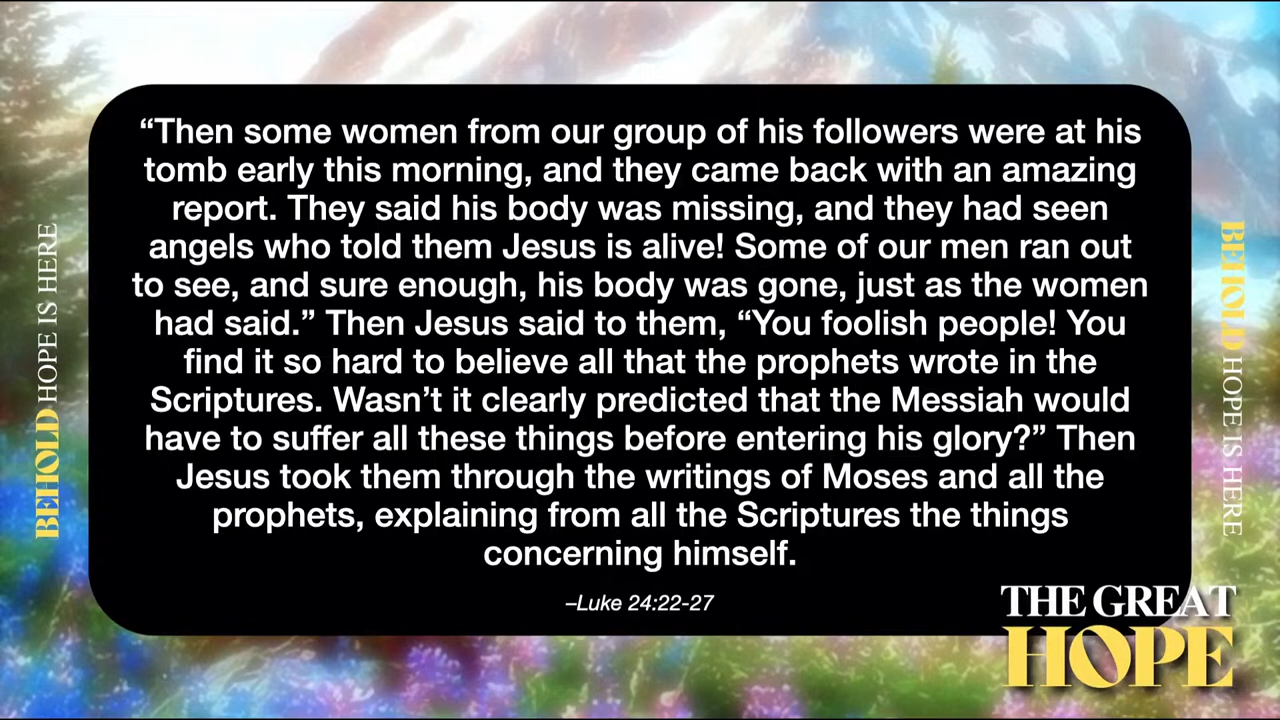 “Then some women from our group of his followers were at his
tomb early this morning, and they came back with an amazing
report. They said his body was missing, and they had seen
angels who told them Jesus is alive! Some of our men ran out
to see, and sure enough, his body was gone, just as the women
had said.” Then Jesus said to them, “You foolish people! You
find it so hard to believe all that the prophets wrote in the
Scriptures. Wasn’t it clearly predicted that the Messiah would
have to suffer all these things before entering his glory?” Then
Jesus took them through the writings of Moses and all the
prophets, explaining from all the Scriptures the things
concerning himself.
–Luke 24:22-27
BEHOLD HOPE IS HERE
BEHOLD HOPE IS HERE
THE GREAT
HOPE